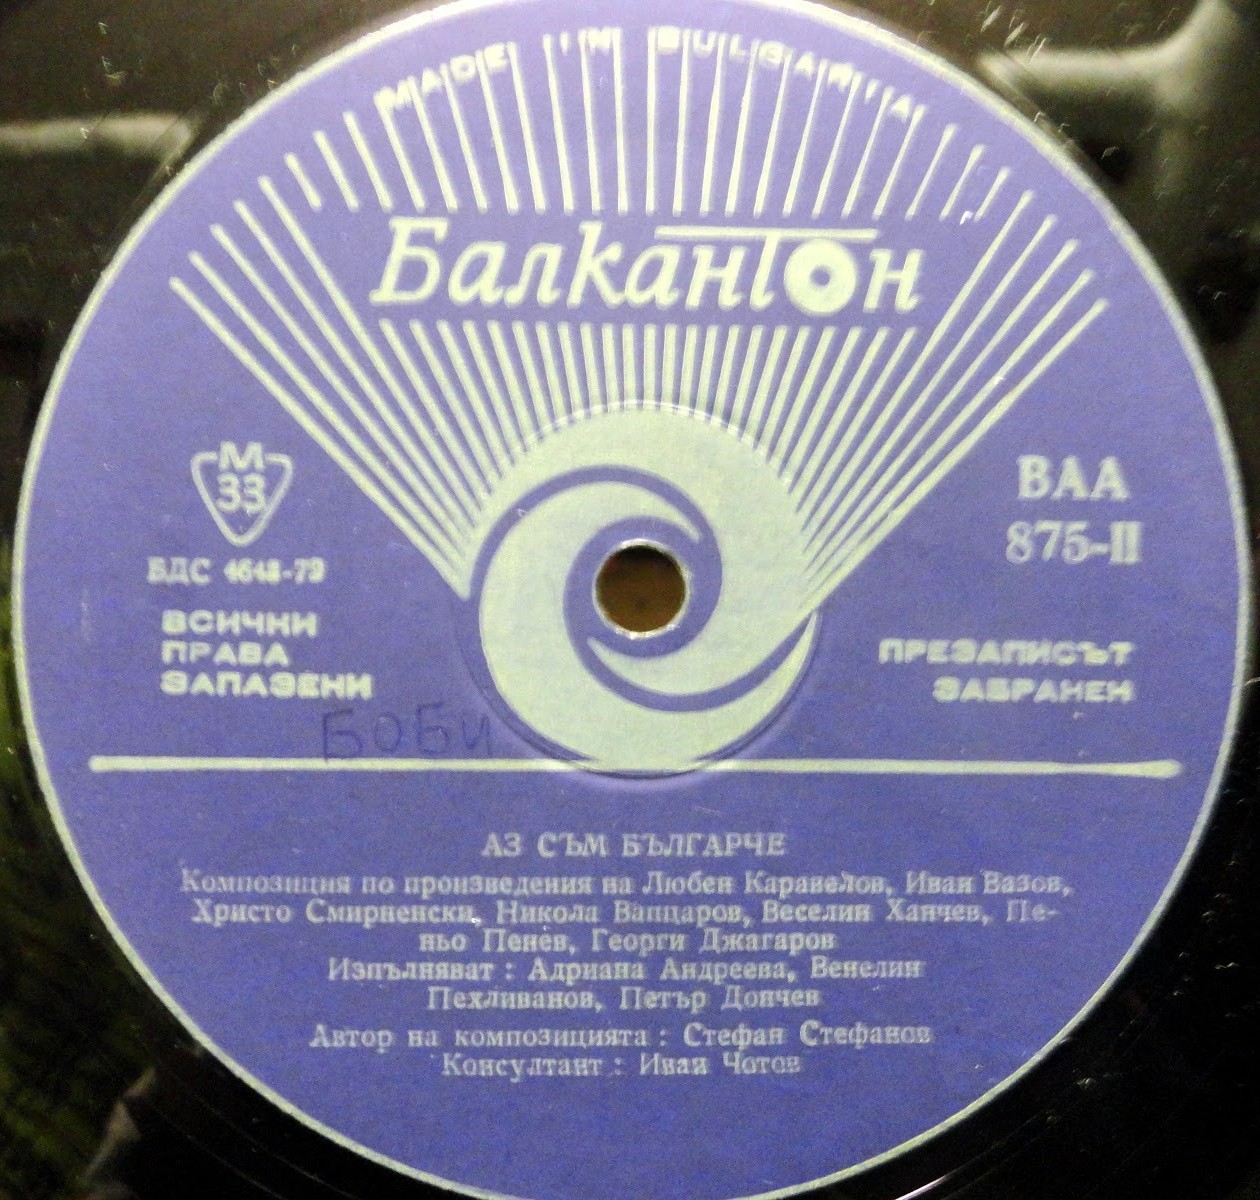 MADE IN BULGARIA
Балкантон
М
33
БДС 4648-73
ВСИЧНИ
ПРАВА
ЗАПАЗЕНИ
ВАА
875-II
ПРЕЗАПИСЪТ
ЗАБРАНЕН
БОБИ
АЗ СЪМ БЪЛГАРЧЕ
Композиция по произведения на Любен Каравелов, Иван Вазов,
Христо Смирненски, Никола Вапцаров, Веселин Ханчев, Пе-
ньо Пенев, Георги Джагаров
Изпълняват : Адриана Андреева, Венелин
Пехливанов, Петър Дончев
Автор на композицията : Стефан Стефанов
Консултант : Иван Чотов